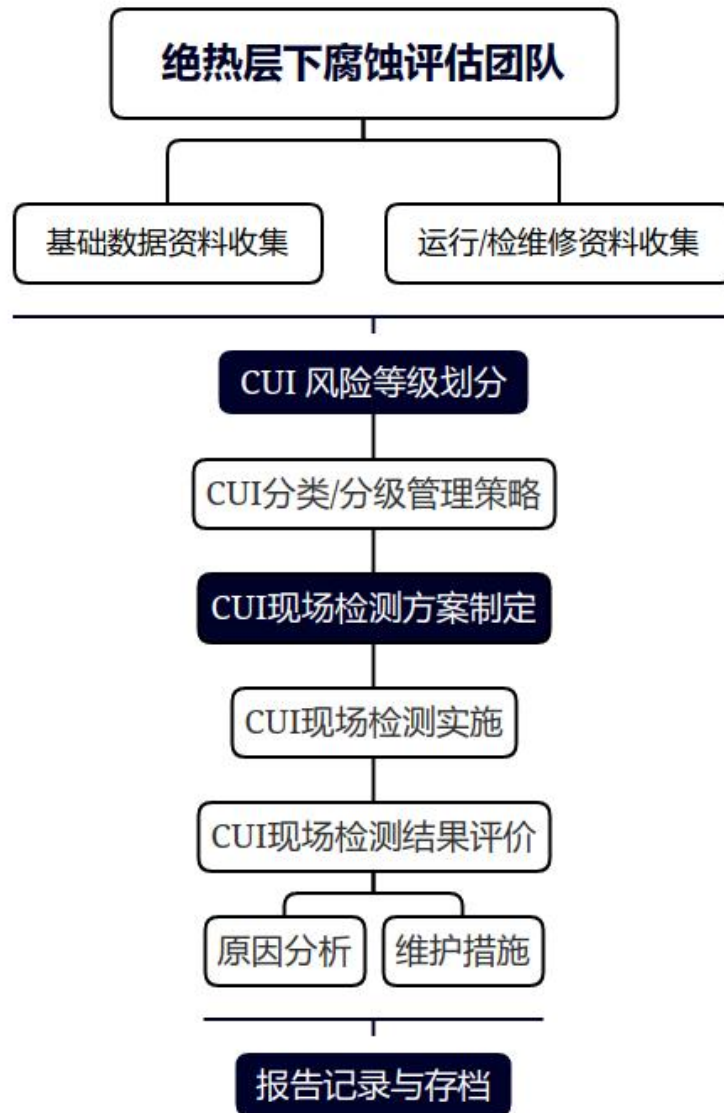 绝热层下腐蚀评估团队
基础数据资料收集
运行/检维修资料收集
CUI 风险等级划分
CUI分类/分级管理策略
CUI现场检测方案制定
CUI现场检测实施
CUI现场检测结果评价
原因分析
维护措施
报告记录与存档